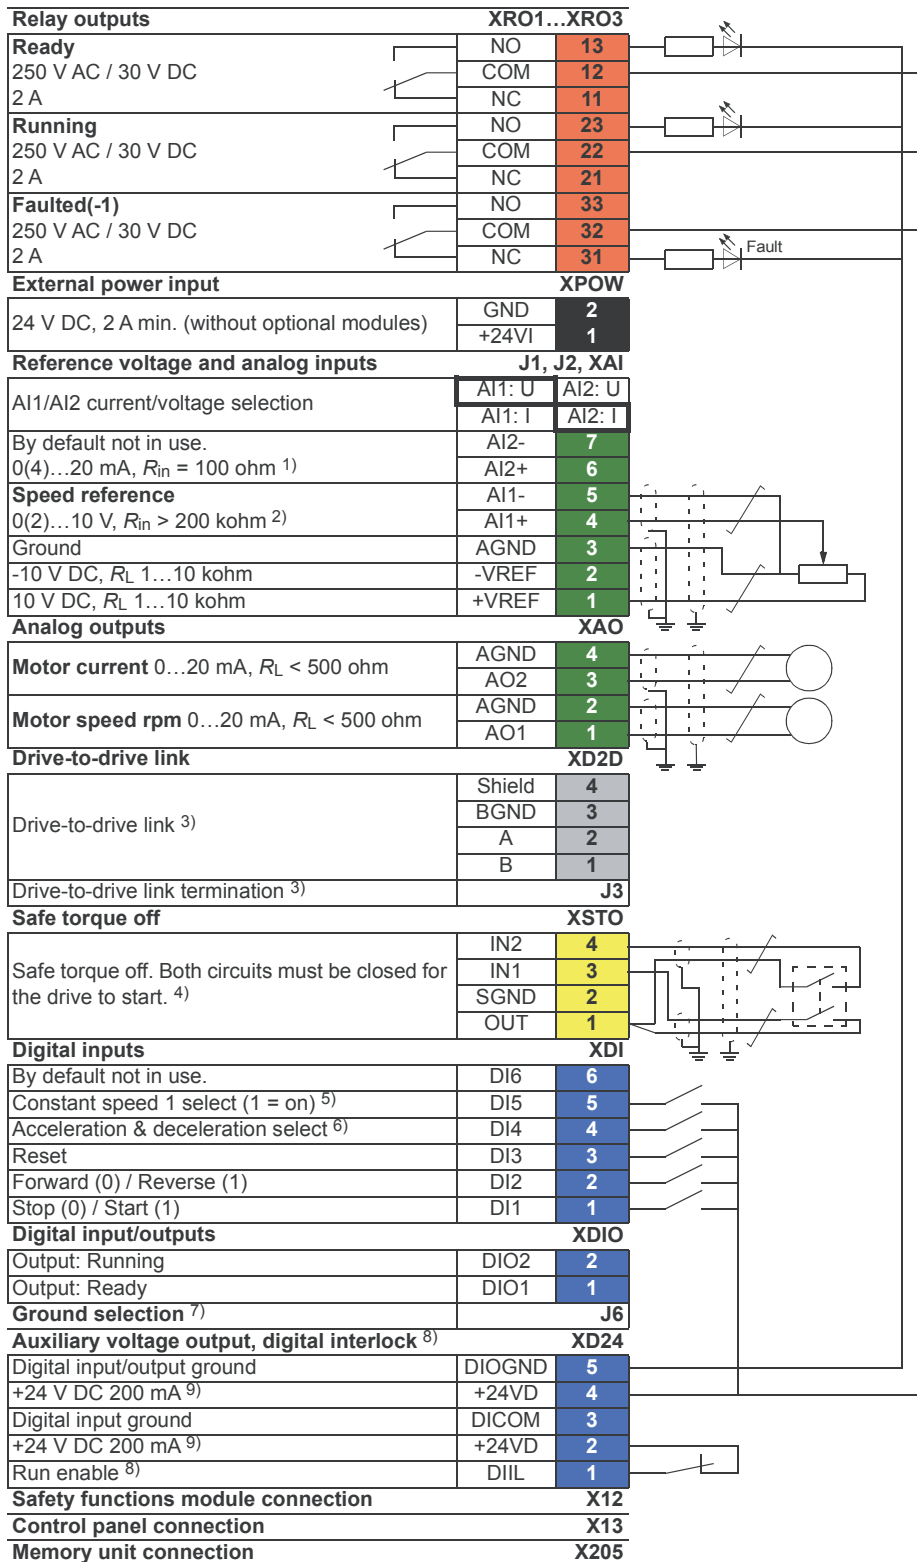 Relay outputs XRO1…XRO3
Ready NO 13
250 V AC / 30 V DC COM 12
2 A NC 11
Running NO 23
250 V AC / 30 V DC COM 22
2 A NC 21
Faulted(-1) NO 33
250 V AC / 30 V DC COM 32
2 A NC 31 Fault
External power input XPOW
24 V DC, 2 A min. (without optional modules)
GND 2
+24VI 1
Reference voltage and analog inputs J1, J2, XAI
AI1/AI2 current/voltage selection
AI1: U AI2: U
AI1: I AI2: I
By default not in use. AI2- 7
0(4)…20 mA, Rin = 100 ohm 1) AI2+ 6
Speed reference AI1- 5
0(2)…10 V, Rin > 200 kohm 2) AI1+ 4
Ground AGND 3
-10 V DC, RL 1…10 kohm -VREF 2
10 V DC, RL 1…10 kohm +VREF 1
Analog outputs XAO
Motor current 0…20 mA, RL < 500 ohm
AGND 4
AO2 3
Motor speed rpm 0…20 mA, RL < 500 ohm
AGND 2
AO1 1
Drive-to-drive link XD2D
Drive-to-drive link 3)
Shield 4
BGND 3
A 2
B 1
Drive-to-drive link termination 3) J3
Safe torque off XSTO
Safe torque off. Both circuits must be closed for
the drive to start. 4)
IN2 4
IN1 3
SGND 2
OUT 1
Digital inputs XDI
By default not in use. DI6 6
Constant speed 1 select (1 = on) 5) DI5 5
Acceleration & deceleration select 6) DI4 4
Reset DI3 3
Forward (0) / Reverse (1) DI2 2
Stop (0) / Start (1) DI1 1
Digital input/outputs XDIO
Output: Running DIO2 2
Output: Ready DIO1 1
Ground selection 7) J6
Auxiliary voltage output, digital interlock 8) XD24
Digital input/output ground DIOGND 5
+24 V DC 200 mA 9) +24VD 4
Digital input ground DICOM 3
+24 V DC 200 mA 9) +24VD 2
Run enable 8) DIIL 1
Safety functions module connection X12
Control panel connection X13
Memory unit connection X205